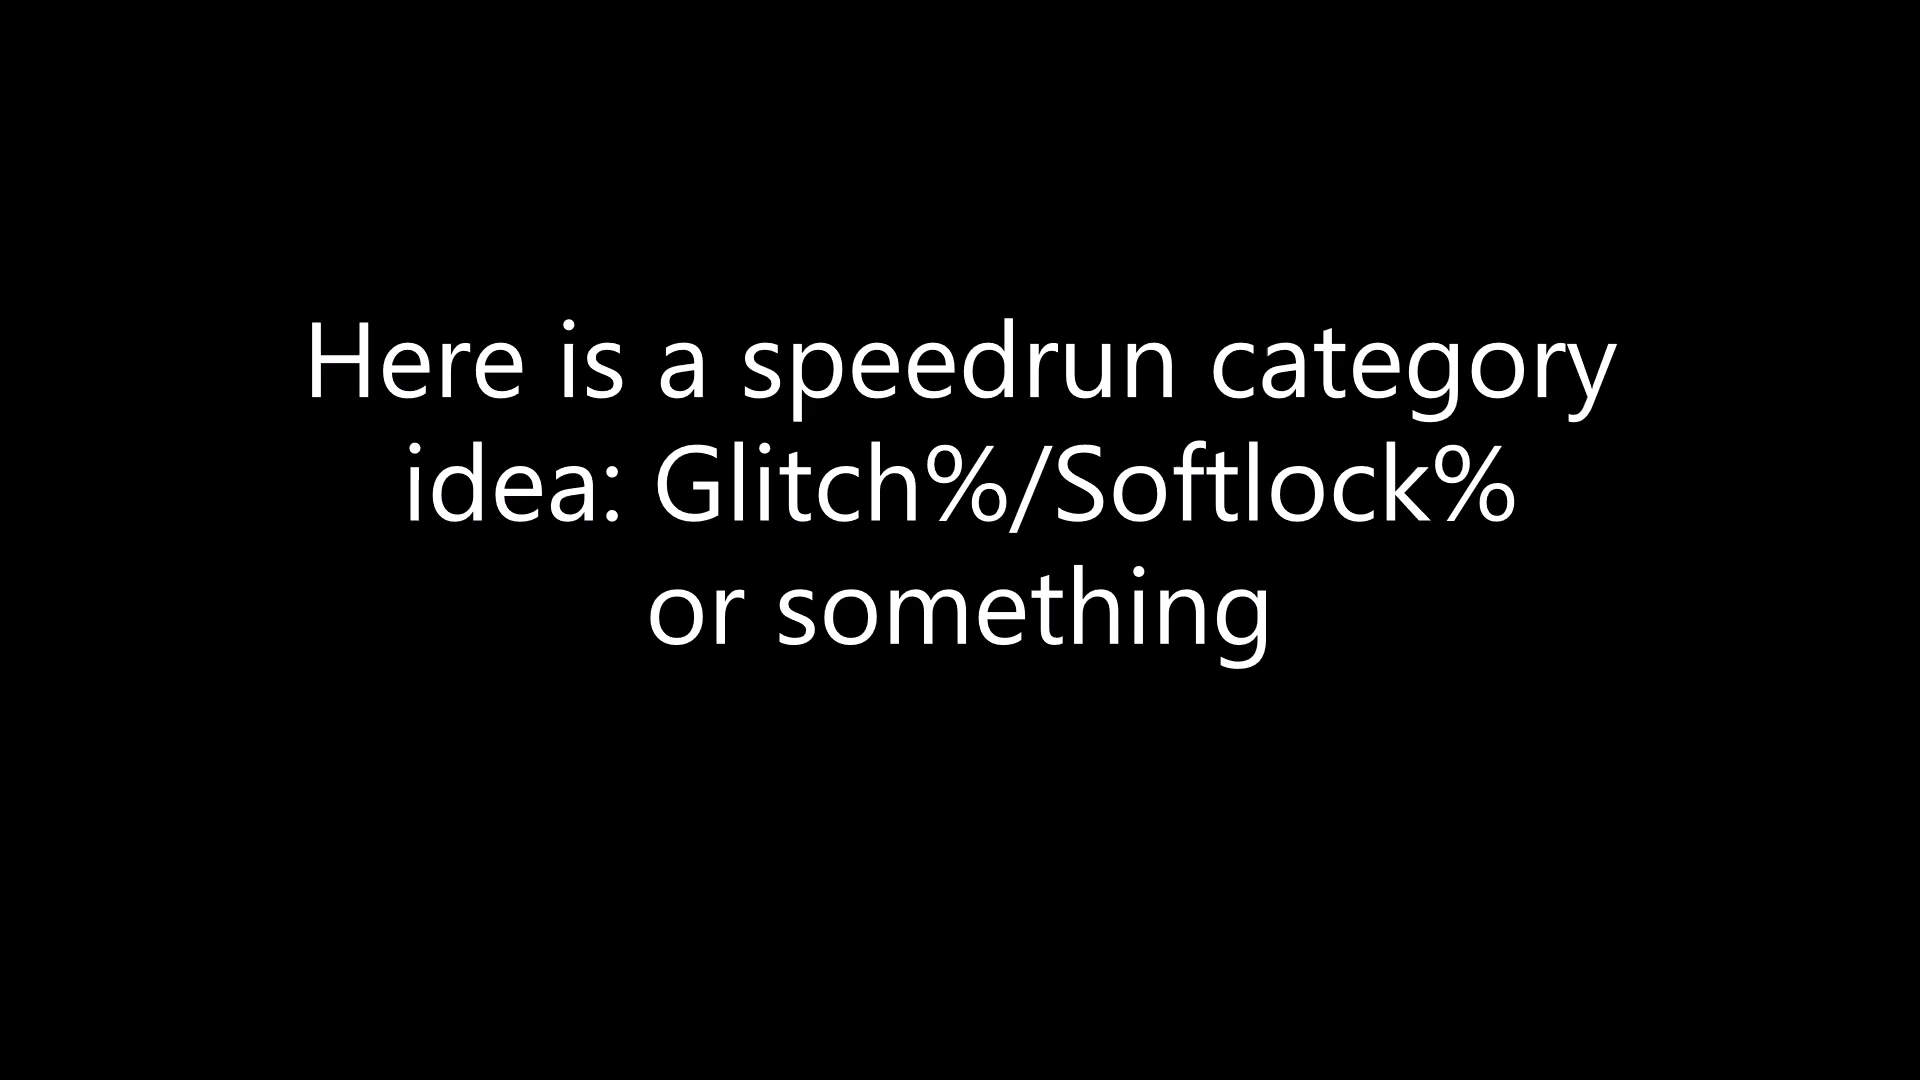 Here is a speedrun category
idea: Glitch%/Softlock%
or something